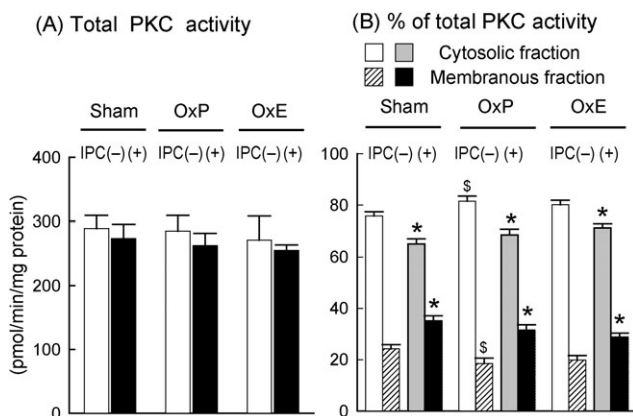 (A) Total PKC activity
Sham OxP OxE
IPC(–) (+) IPC(–) (+) IPC(–) (+)
(pmol/min/mg protein)
400
300
200
100
0
(B) % of total PKC activity
Cytosolic fraction
Membranous fraction
Sham OxP OxE
IPC(–) (+) IPC(–) (+) IPC(–) (+)
100
80
60
40
20
0
$
*
*
*
*
*
*
$